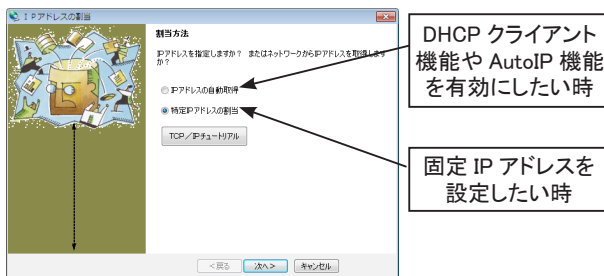 IPアドレスの割当
割当方法
IPアドレスを指定しますか？ またはネットワークからIPアドレスを取得します
か？
IPアドレスの自動取得
特定IPアドレスの割当
TCP／IPチュートリアル
<戻る
次へ>
キャンセル
DHCP クライアント
機能や AutoIP 機能
を有効にしたい時
固定 IP アドレスを
設定したい時